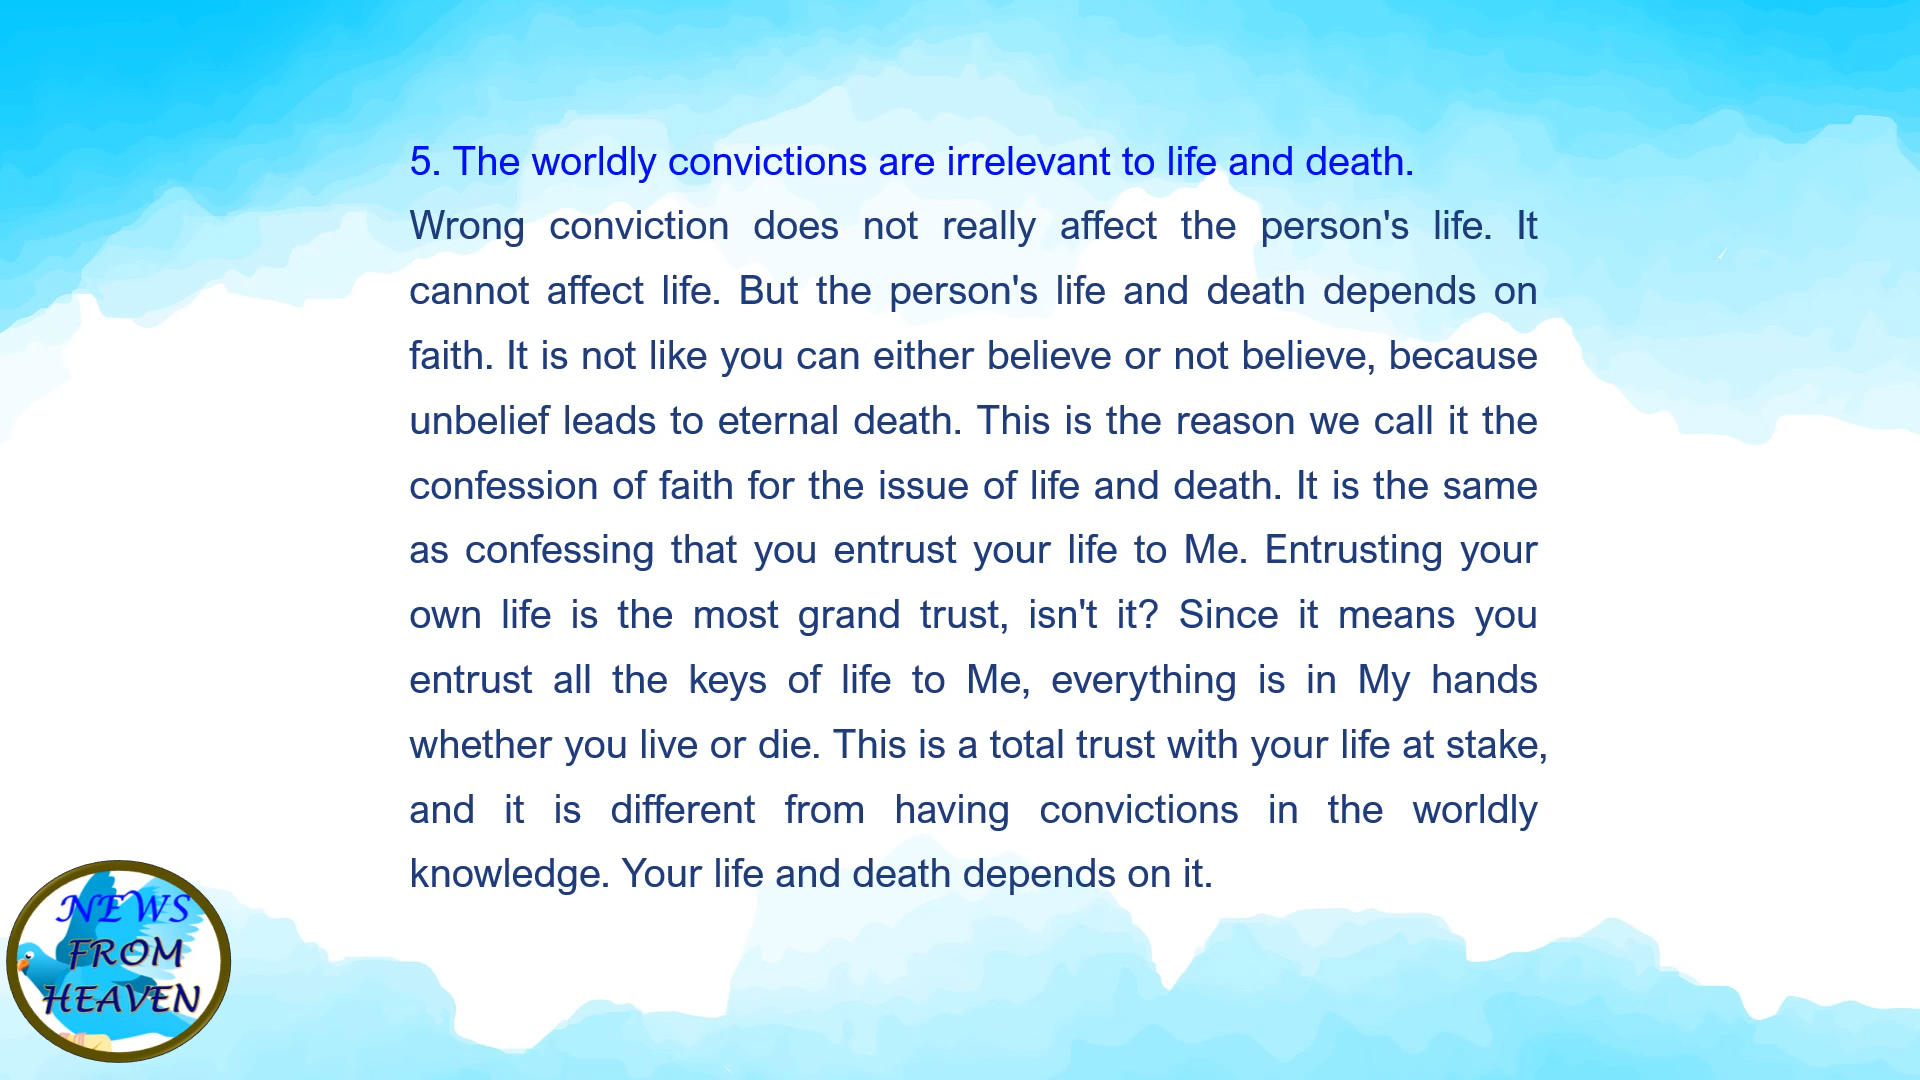 5. The worldly convictions are irrelevant to life and death.
Wrong conviction does not really affect the person's life. It
cannot affect life. But the person's life and death depends on
faith. It is not like you can either believe or not believe, because
unbelief leads to eternal death. This is the reason we call it the
confession of faith for the issue of life and death. It is the same
as confessing that you entrust your life to Me. Entrusting your
own life is the most grand trust, isn't it? Since it means you
entrust all the keys of life to Me, everything is in My hands
whether you live or die. This is a total trust with your life at stake,
and it is different from having convictions in the worldly
knowledge. Your life and death depends on it.
NEWS
FROM
HEAVEN